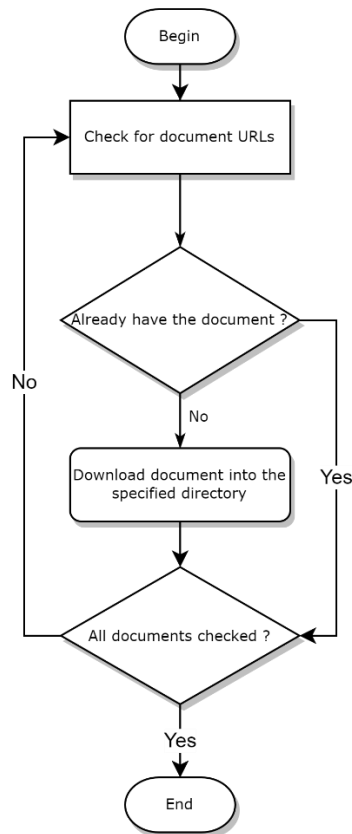 Begin
Check for document URLs
Already have the document ?
No
No
Download document into the
specified directory
Yes
All documents checked ?
Yes
End